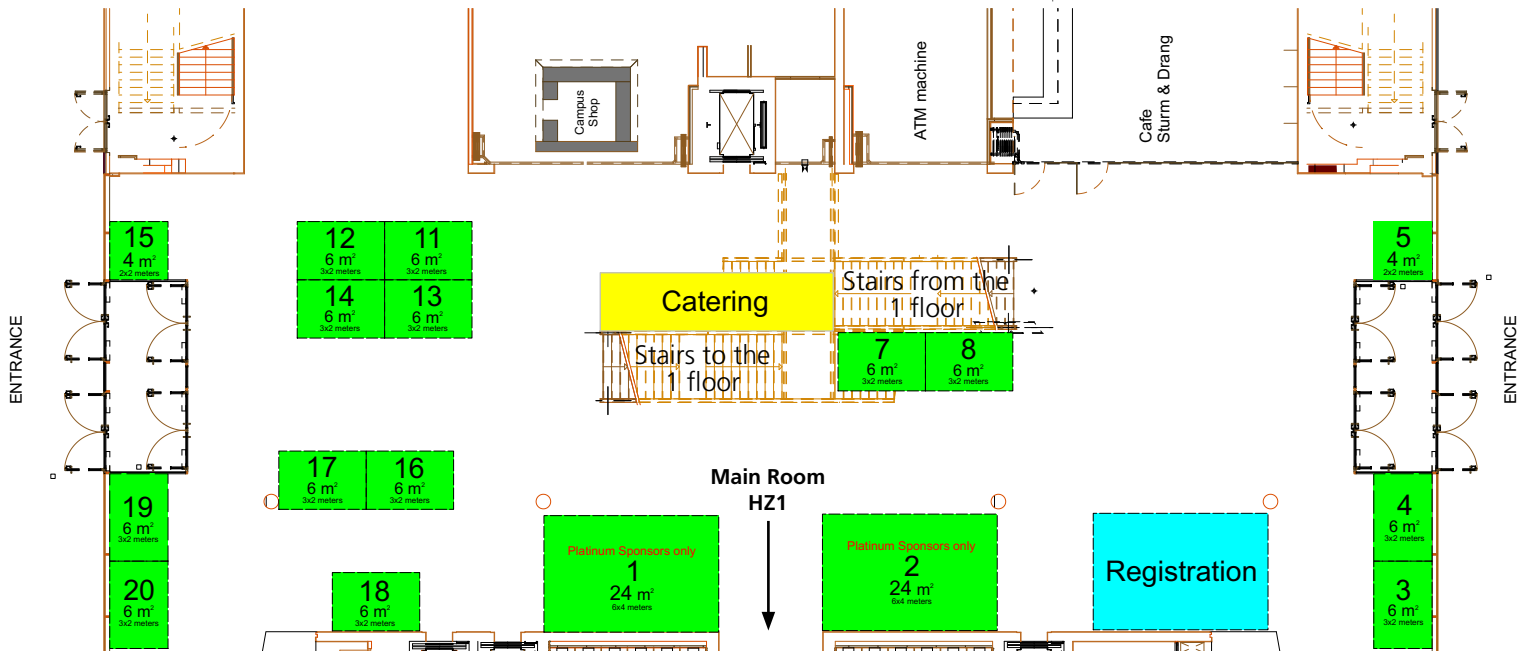 Campus
Shop
ATM machine
Cafe
Sturm & Drang
15
4 m²
2x2 meters
12
6 m²
3x2 meters
11
6 m²
3x2 meters
14
6 m²
3x2 meters
13
6 m²
3x2 meters
Catering
Stairs from the
1 floor
Stairs to the
1 floor
7
6 m²
3x2 meters
8
6 m²
3x2 meters
5
4 m²
2x2 meters
ENTRANCE
ENTRANCE
17
6 m²
3x2 meters
16
6 m²
3x2 meters
Main Room
HZ1
19
6 m²
3x2 meters
20
6 m²
3x2 meters
18
6 m²
3x2 meters
Platinum Sponsors only
1
24 m²
6x4 meters
Platinum Sponsors only
2
24 m²
6x4 meters
Registration
4
6 m²
3x2 meters
3
6 m²
3x2 meters